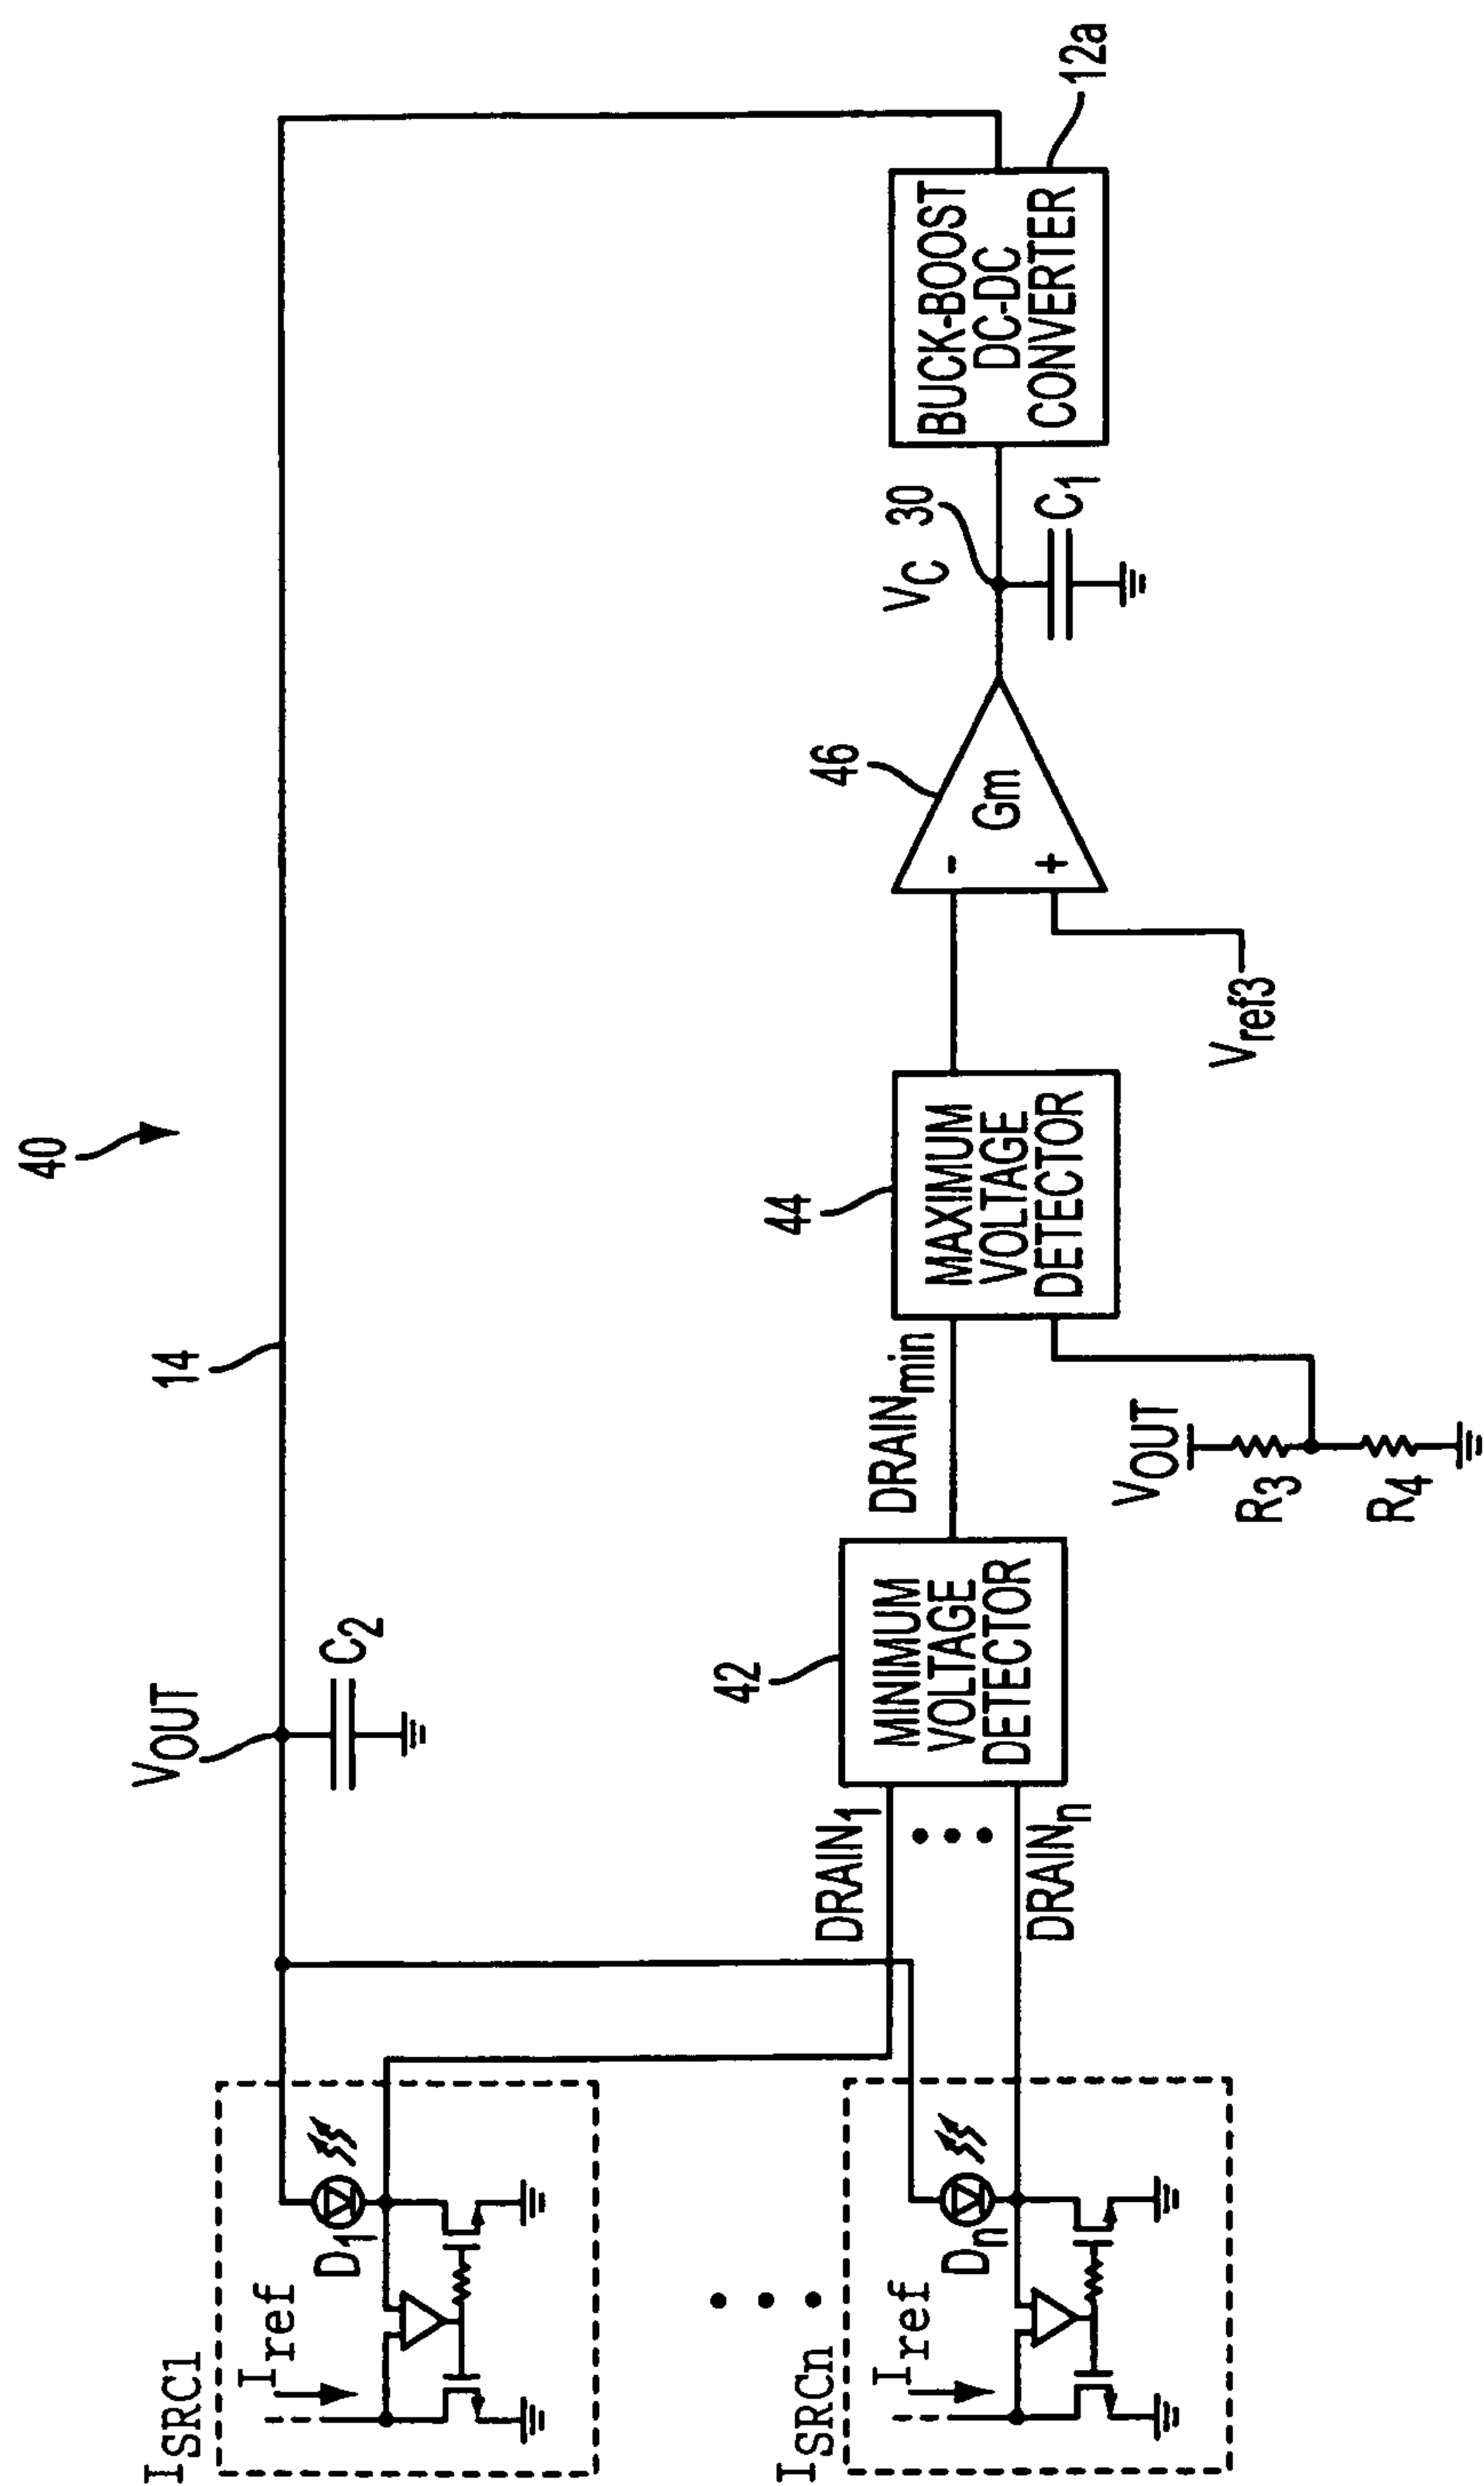 40
14
V_OUT
C_2
I_SRC1
I_ref
D_1
I_SRCn
I_ref
D_n
DRAIN_1
DRAIN_n
42
MINIMUM
VOLTAGE
DETECTOR
DRAIN_min
V_OUT
R_3
R_4
44
MAXIMUM
VOLTAGE
DETECTOR
V_ref3
46
-
+
Gm
V_C
30
C_1
BUCK-BOOST
DC-DC
CONVERTER
12a